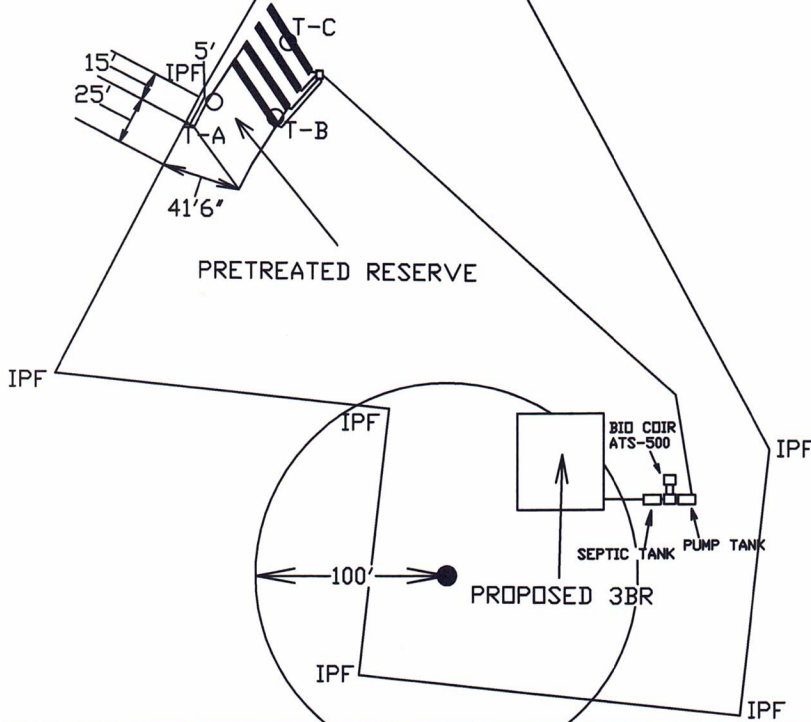 T-C
5'
15'
IPF
25'
T-A
T-B
41'6"
PRETREATED RESERVE
IPF
IPF
BIO COIR
ATS-500
IPF
SEPTIC TANK
PUMP TANK
100'
PROPOSED 3BR
IPF
IPF